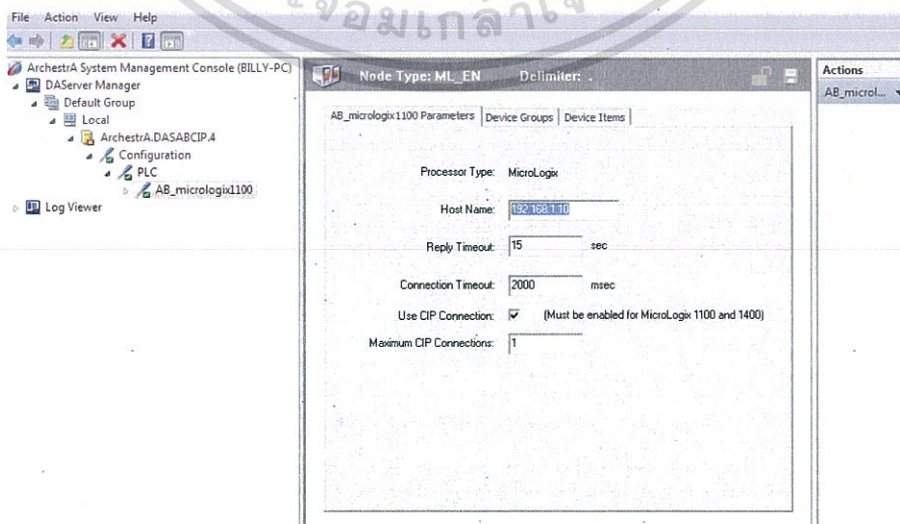 File Action View Help
ArchestrA System Management Console (BILLY-PC)
DAServer Manager
Default Group
Local
ArchestrA.DASABCIP.4
Configuration
PLC
AB_micrologix1100
Log Viewer
Node Type: ML_EN Delimiter: .
AB_micrologix1100 Parameters Device Groups Device Items
Processor Type: MicroLogix
Host Name: 192.168.1.10
Reply Timeout: 15 sec
Connection Timeout: 2000 msec
Use CIP Connection: (Must be enabled for MicroLogix 1100 and 1400)
Maximum CIP Connections: 1
Actions
AB_microl...